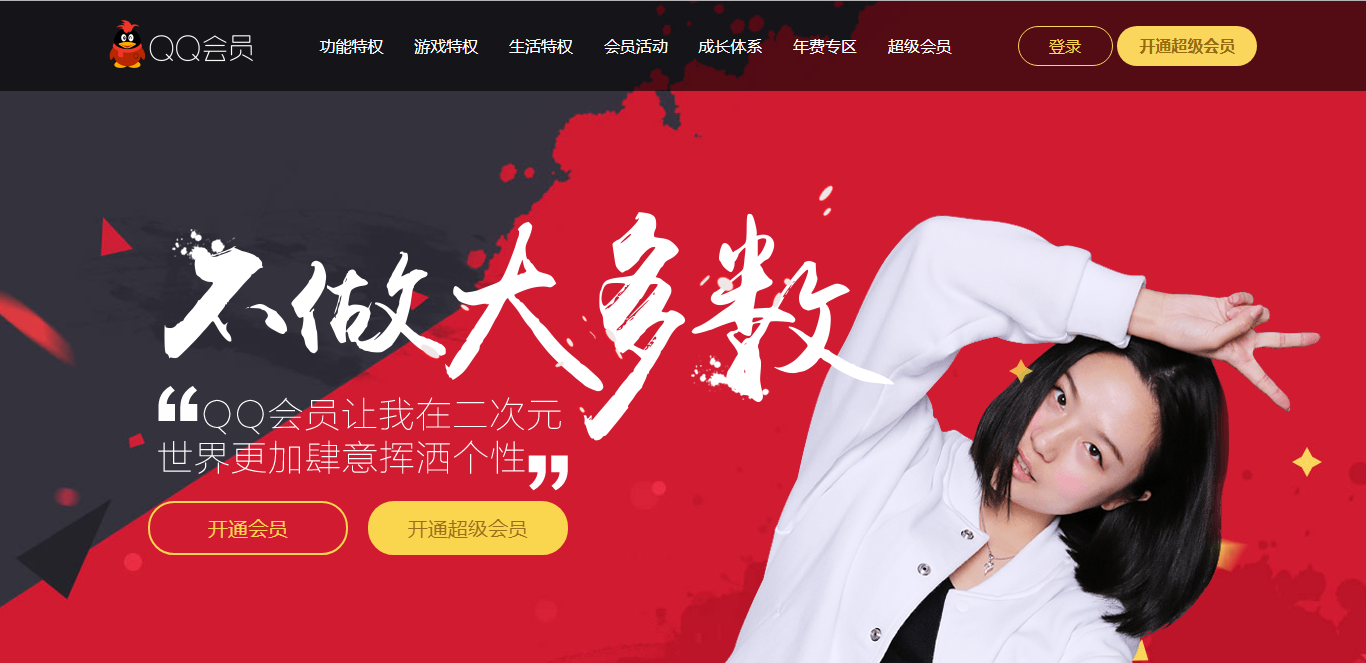 QQ会员
功能特权 游戏特权 生活特权 会员活动 成长体系 年费专区 超级会员 登录 开通超级会员
不做大多数
“QQ会员让我在二次元
世界更加肆意挥洒个性”
开通会员 开通超级会员